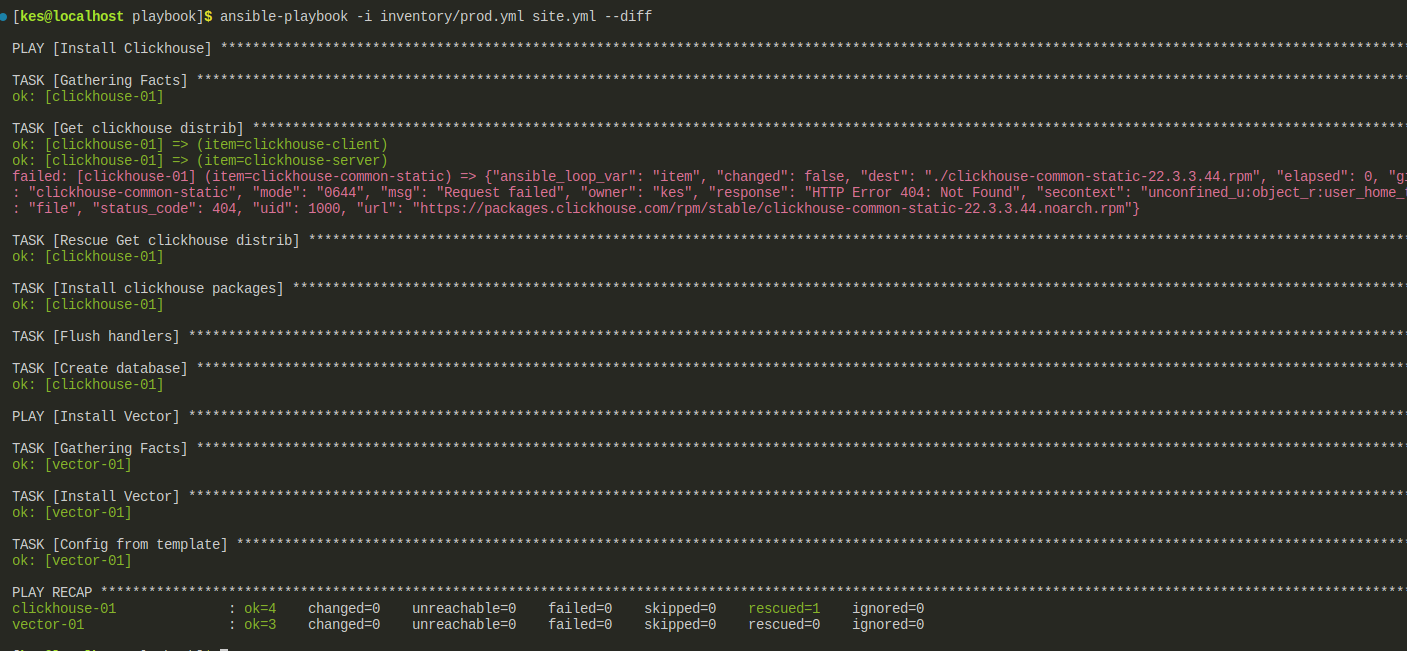 [kes@localhost playbook]$ ansible-playbook -i inventory/prod.yml site.yml --diff
PLAY [Install Clickhouse] ****************************************************************************************************************************************************
TASK [Gathering Facts] *******************************************************************************************************************************************************
ok: [clickhouse-01]
TASK [Get clickhouse distrib] ************************************************************************************************************************************************
ok: [clickhouse-01] => (item=clickhouse-client)
ok: [clickhouse-01] => (item=clickhouse-server)
failed: [clickhouse-01] (item=clickhouse-common-static) => {"ansible_loop_var": "item", "changed": false, "dest": "./clickhouse-common-static-22.3.3.44.rpm", "elapsed": 0, "gi
: "clickhouse-common-static", "mode": "0644", "msg": "Request failed", "owner": "kes", "response": "HTTP Error 404: Not Found", "secontext": "unconfined_u:object_r:user_home_t
: "file", "status_code": 404, "uid": 1000, "url": "https://packages.clickhouse.com/rpm/stable/clickhouse-common-static-22.3.3.44.noarch.rpm"}
TASK [Rescue Get clickhouse distrib] *****************************************************************************************************************************************
ok: [clickhouse-01]
TASK [Install clickhouse packages] *******************************************************************************************************************************************
ok: [clickhouse-01]
TASK [Flush handlers] ********************************************************************************************************************************************************
TASK [Create database] *******************************************************************************************************************************************************
ok: [clickhouse-01]
PLAY [Install Vector] ********************************************************************************************************************************************************
TASK [Gathering Facts] *******************************************************************************************************************************************************
ok: [vector-01]
TASK [Install Vector] ********************************************************************************************************************************************************
ok: [vector-01]
TASK [Config from template] **************************************************************************************************************************************************
ok: [vector-01]
PLAY RECAP *******************************************************************************************************************************************************************
clickhouse-01 : ok=4 changed=0 unreachable=0 failed=0 skipped=0 rescued=1 ignored=0
vector-01 : ok=3 changed=0 unreachable=0 failed=0 skipped=0 rescued=0 ignored=0